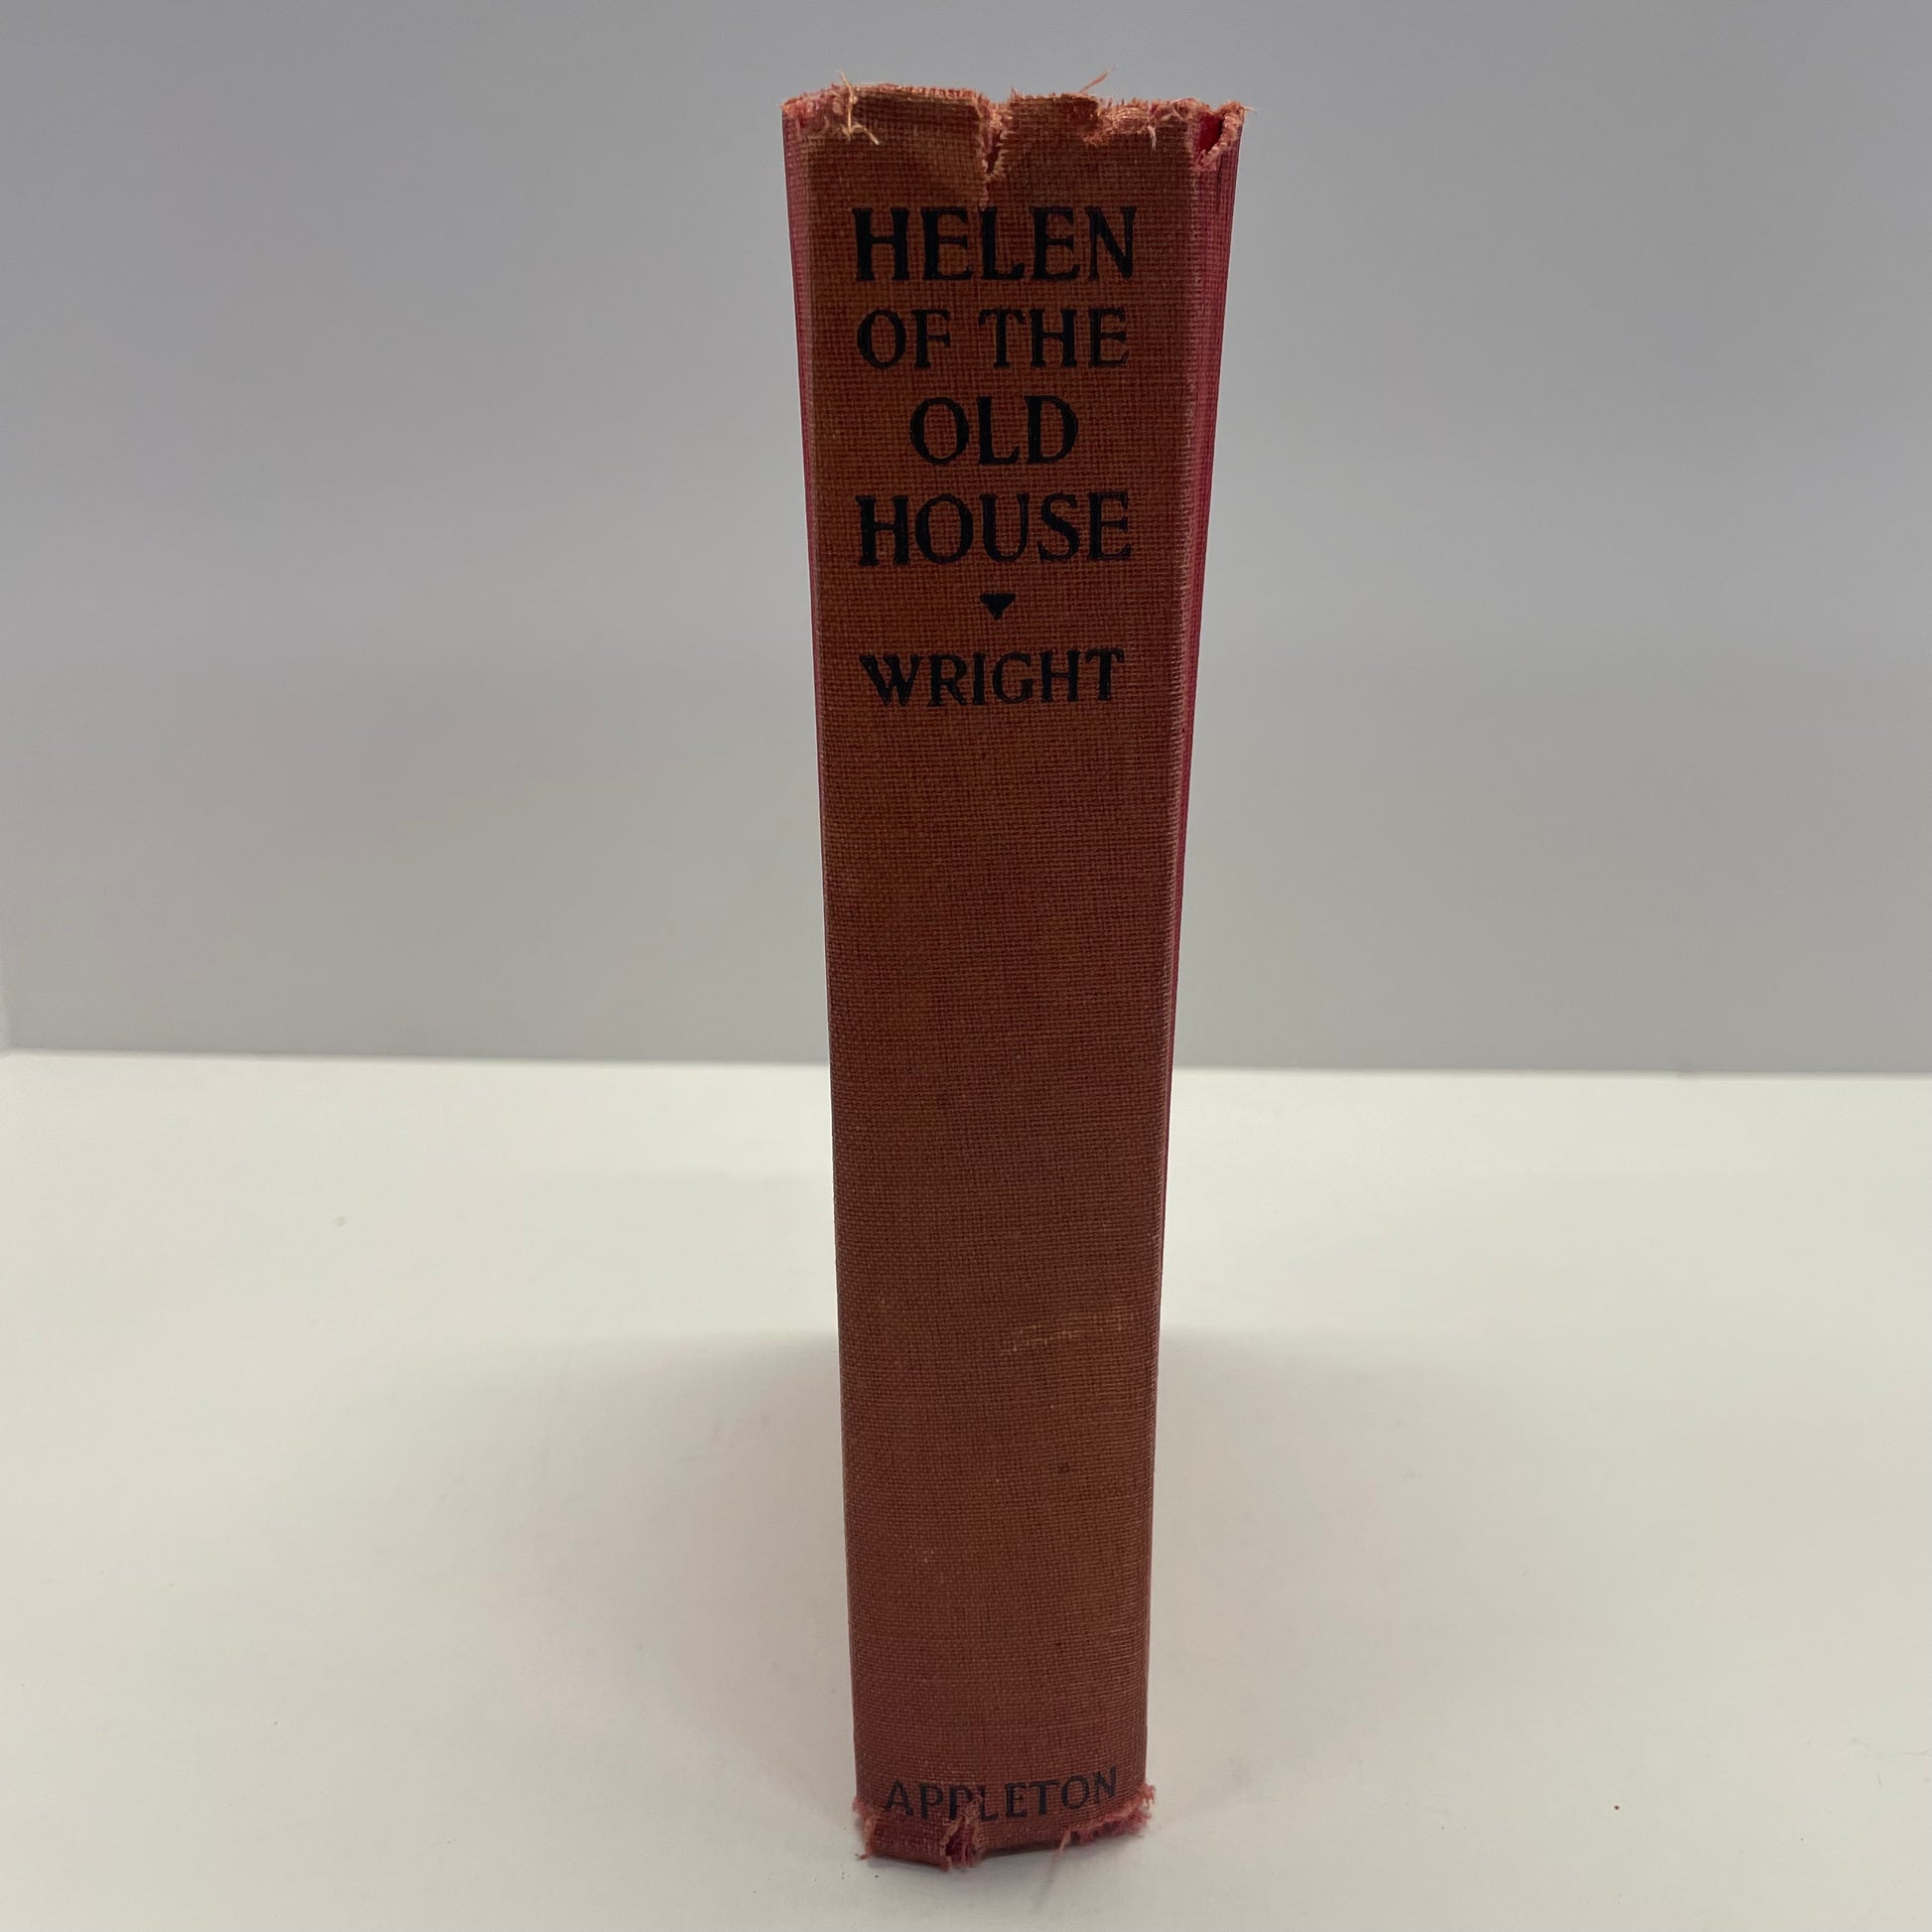 HELEN
OF THE
OLD
HOUSE
WRIGHT
APPLETON